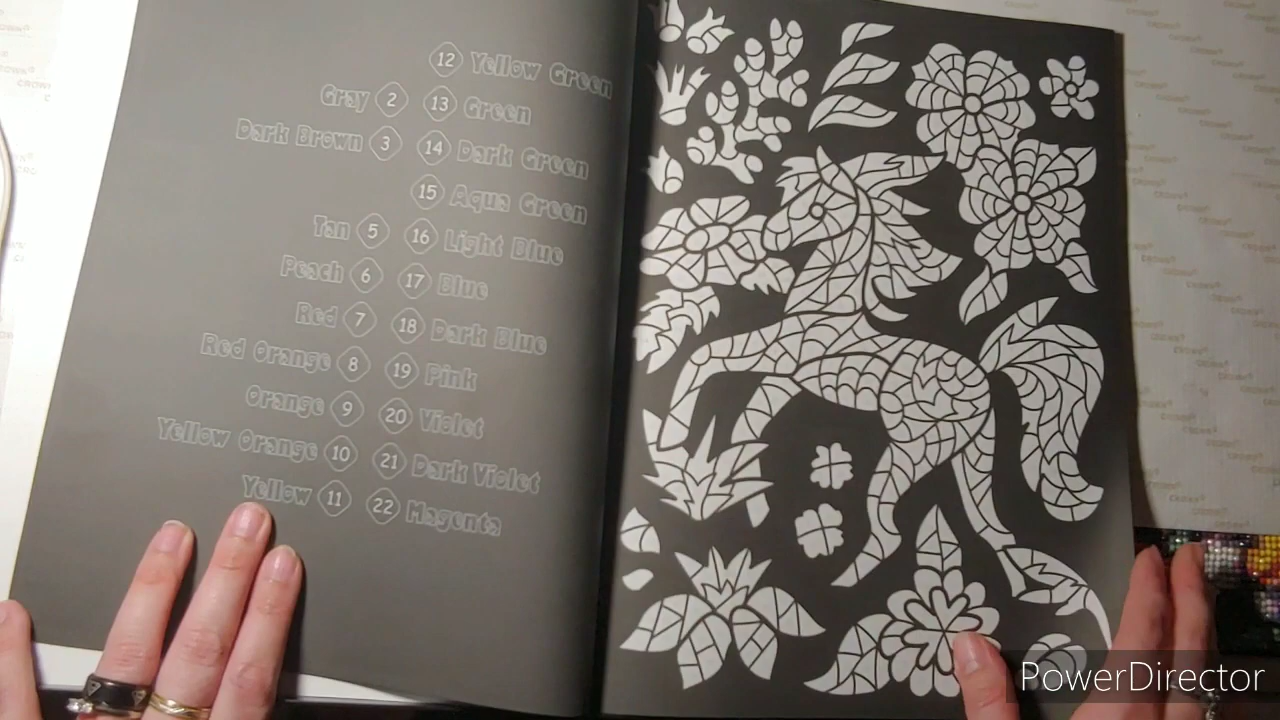 12 Yellow Green
Gray 2 13 Green
Dark Brown 3 14 Dark Green
15 Aqua Green
Tan 5 16 Light Blue
Peach 6 17 Blue
Red 7 18 Dark Blue
Red Orange 8 19 Pink
Orange 9 20 Violet
Yellow Orange 10 21 Dark Violet
Yellow 11 22 Magenta
PowerDirector